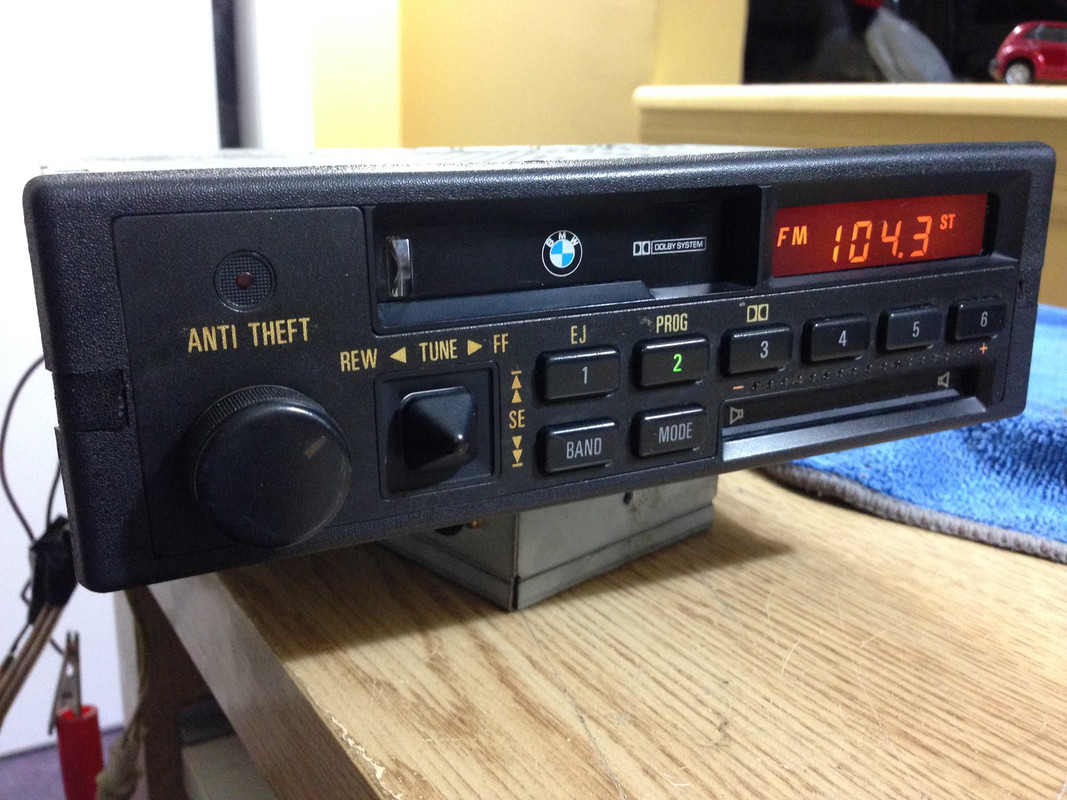 BMW
DOLBY SYSTEM
FM 104.3 ST
ANTI THEFT
REW TUNE FF
EJ
PROG
1
2
3
4
5
6
SE
BAND
MODE
- +